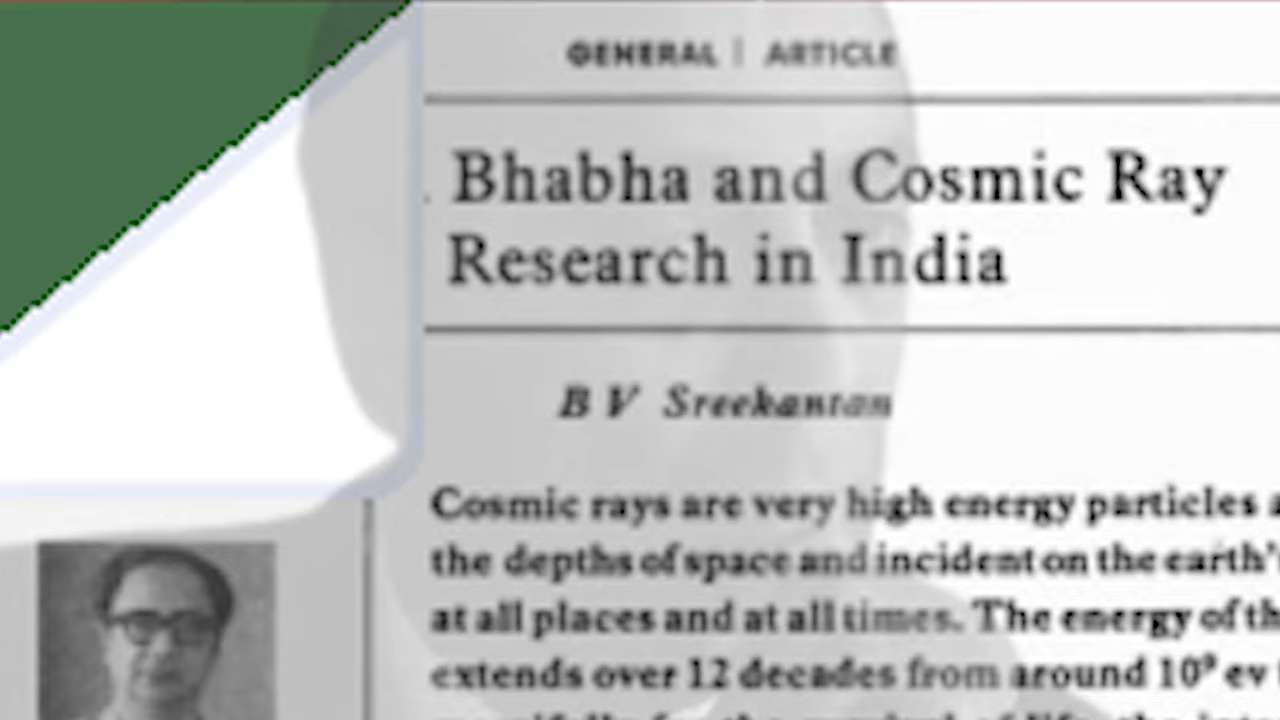 GENERAL | ARTICLE
Bhabha and Cosmic Ray
Research in India
B V Sreekantan
Cosmic rays are very high energy particles
the depths of space and incident on the earth's
at all places and at all times. The energy of
extends over 12 decades from around 10⁹ ev